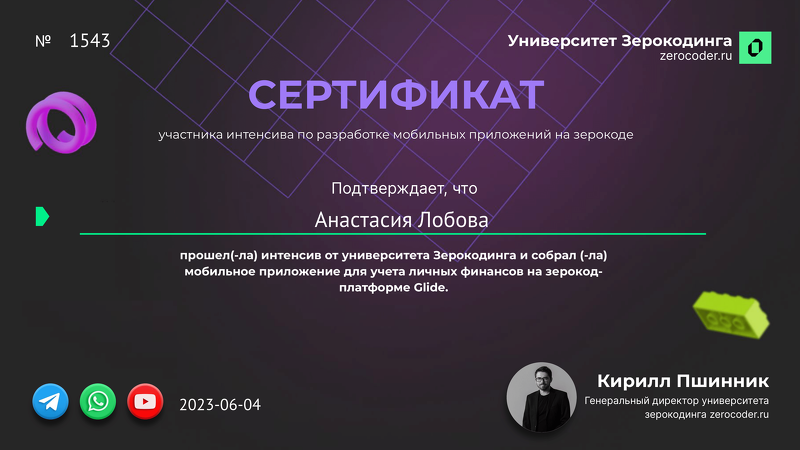 № 1543
Университет Зерокодинга
zerocoder.ru
СЕРТИФИКАТ
участника интенсива по разработке мобильных приложений на зерокоде
Подтверждает, что
Анастасия Лобова
прошел(-ла) интенсив от университета Зерокодинга и собрал (-ла)
мобильное приложение для учета личных финансов на зерокод-
платформе Glide.
2023-06-04
Кирилл Пшинник
Генеральный директор университета
зерокодинга zerocoder.ru